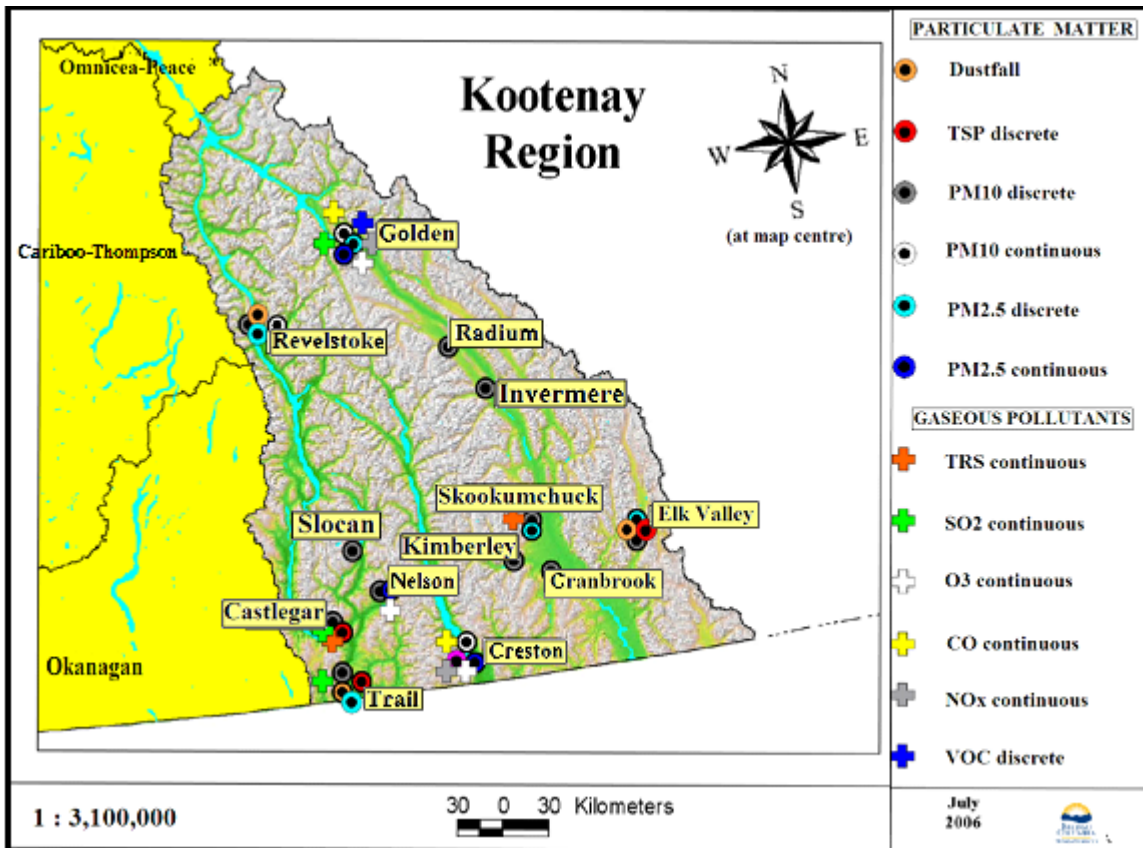 Omnicea-Peace
Kootenay
Region
N
W
E
S
(at map centre)
Cariboo-Thompson
Golden
Revelstoke
Radium
Invermere
Skookumchuck
Elk Valley
Slocan
Kimberley
Cranbrook
Nelson
Castlegar
Creston
Okanagan
Trail
PARTICULATE MATTER
Dustfall
TSP discrete
PM10 discrete
PM10 continuous
PM2.5 discrete
PM2.5 continuous
GASEOUS POLLUTANTS
TRS continuous
SO2 continuous
O3 continuous
CO continuous
NOx continuous
VOC discrete
1 : 3,100,000
30 0 30 Kilometers
July
2006